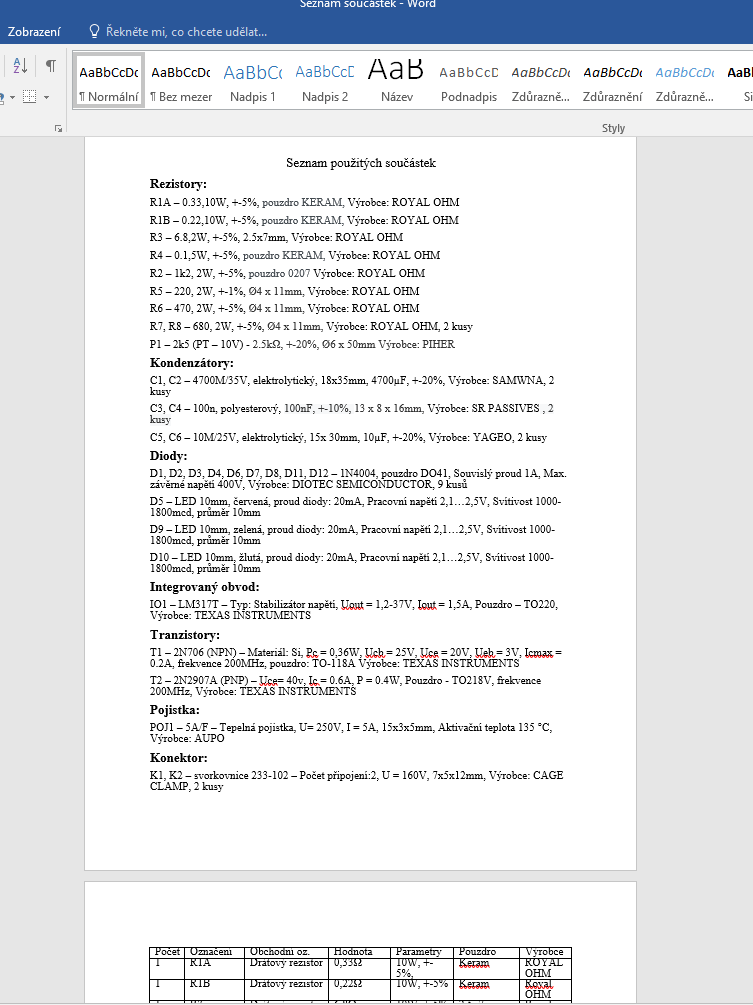 Seznam součástek - Word
Zobrazení Řekněte mi, co chcete udělat...
AaBbCcDc AaBbCcDc AaBbCc AaBbCcD AaB AaBbCcD AaBbCcDc AaBbCcDc AaBbCcDc AaBb
¶ Normální ¶ Bez mezer Nadpis 1 Nadpis 2 Název Podnadpis Zdůrazně... Zdůraznění Zdůrazně... Si
Styly
Seznam použitých součástek
Rezistory:
R1A – 0.33,10W, +-5%, pouzdro KERAM, Výrobce: ROYAL OHM
R1B – 0.22,10W, +-5%, pouzdro KERAM, Výrobce: ROYAL OHM
R3 – 6.8,2W, +-5%, 2.5x7mm, Výrobce: ROYAL OHM
R4 – 0.1,5W, +-5%, pouzdro KERAM, Výrobce: ROYAL OHM
R2 – 1k2, 2W, +-5%, pouzdro 0207 Výrobce: ROYAL OHM
R5 – 220, 2W, +-1%, Ø4 x 11mm, Výrobce: ROYAL OHM
R6 – 470, 2W, +-5%, Ø4 x 11mm, Výrobce: ROYAL OHM
R7, R8 – 680, 2W, +-5%, Ø4 x 11mm, Výrobce: ROYAL OHM, 2 kusy
P1 – 2k5 (PT – 10V) - 2.5kΩ, +-20%, Ø6 x 50mm Výrobce: PIHER
Kondenzátory:
C1, C2 – 4700M/35V, elektrolytický, 18x35mm, 4700µF, +-20%, Výrobce: SAMWNA, 2
kusy
C3, C4 – 100n, polyesterový, 100nF, +-10%, 13 x 8 x 16mm, Výrobce: SR PASSIVES , 2
kusy
C5, C6 – 10M/25V, elektrolytický, 15x 30mm, 10µF, +-20%, Výrobce: YAGEO, 2 kusy
Diody:
D1, D2, D3, D4, D6, D7, D8, D11, D12 – 1N4004, pouzdro DO41, Souvislý proud 1A, Max.
závěrné napětí 400V, Výrobce: DIOTEC SEMICONDUCTOR, 9 kusů
D5 – LED 10mm, červená, proud diody: 20mA, Pracovní napětí 2,1…2,5V, Svítivost 1000-
1800mcd, průměr 10mm
D9 – LED 10mm, zelená, proud diody: 20mA, Pracovní napětí 2,1…2,5V, Svítivost 1000-
1800mcd, průměr 10mm
D10 – LED 10mm, žlutá, proud diody: 20mA, Pracovní napětí 2,1…2,5V, Svítivost 1000-
1800mcd, průměr 10mm
Integrovaný obvod:
IO1 – LM317T – Typ: Stabilizátor napětí, Uout = 1,2-37V, Iout = 1,5A, Pouzdro – TO220,
Výrobce: TEXAS INSTRUMENTS
Tranzistory:
T1 – 2N706 (NPN) – Materiál: Si, Pc = 0,36W, Ucb = 25V, Uce = 20V, Ueb = 3V, Icmax =
0.2A, frekvence 200MHz, pouzdro: TO-118A Výrobce: TEXAS INSTRUMENTS
T2 – 2N2907A (PNP) – Uce= 40v, Ic = 0.6A, P = 0.4W, Pouzdro - TO218V, frekvence
200MHz, Výrobce: TEXAS INSTRUMENTS
Pojistka:
POJ1 – 5A/F – Tepelná pojistka, U= 250V, I = 5A, 15x3x5mm, Aktivační teplota 135 °C,
Výrobce: AUPO
Konektor:
K1, K2 – svorkovnice 233-102 – Počet připojení:2, U = 160V, 7x5x12mm, Výrobce: CAGE
CLAMP, 2 kusy
Počet Označení Obchodní oz. Hodnota Parametry Pouzdro Výrobce
1 R1A Drátový rezistor 0,33Ω 10W, +- Keram ROYAL
5%, OHM
1 R1B Drátový rezistor 0,22Ω 10W, +-5% Keram Royal
OHM